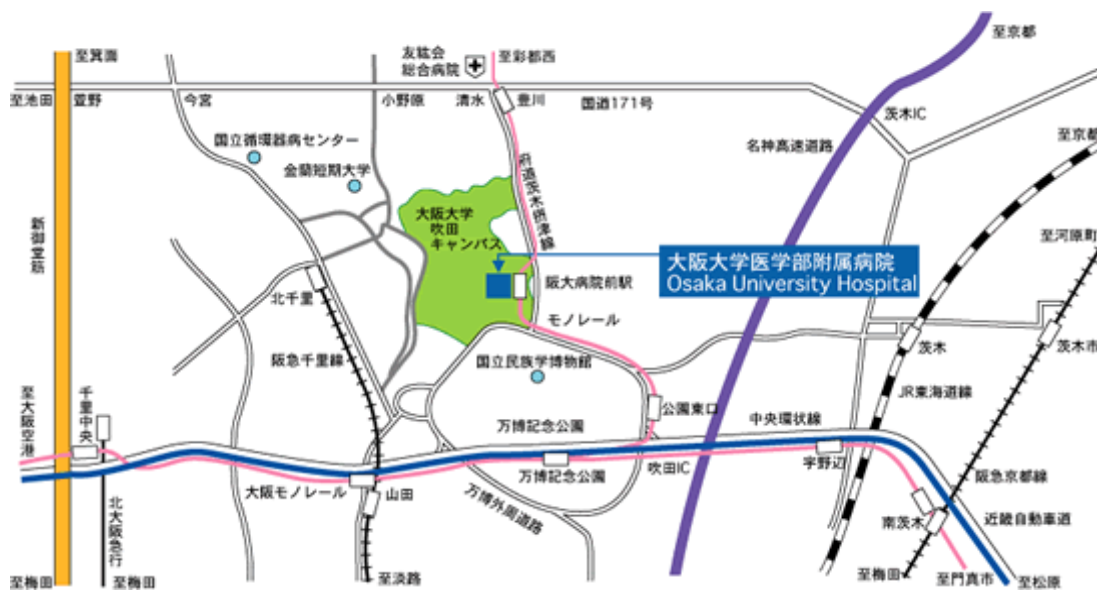 至箕面
友紘会
総合病院
至彩都西
至京都
至池田
萱野
今宮
小野原
清水
豊川
国道171号
茨木IC
国立循環器病センター
名神高速道路
至京都
金蘭短期大学
府道茨木摂津線
大阪大学
吹田
キャンパス
新御堂筋
至河原町
大阪大学医学部附属病院
Osaka University Hospital
阪大病院前駅
北千里
モノレール
阪急千里線
国立民族学博物館
茨木
茨木市
JR東海道線
至大阪空港
千里中央
公園東口
中央環状線
万博記念公園
吹田IC
宇野辺
万博記念公園
阪急京都線
大阪モノレール
山田
万博外周道路
南茨木
近畿自動車道
北大阪急行
至梅田
至梅田
至淡路
至梅田
至門真市
至松原